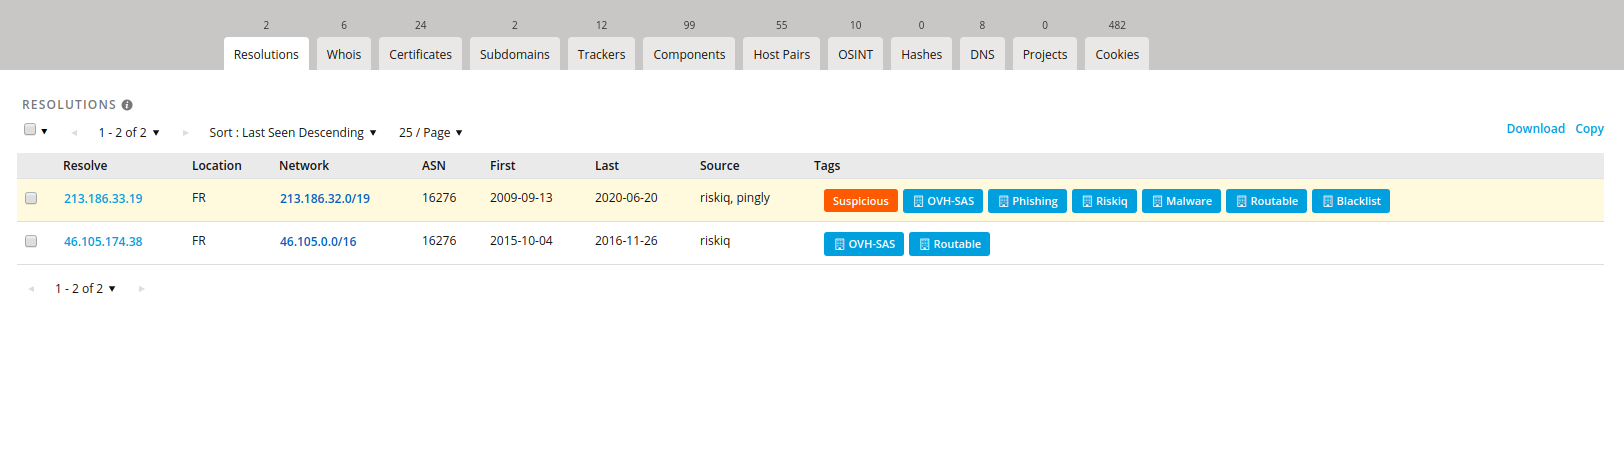 2 6 24 2 12 99 55 10 0 8 0 482
Resolutions Whois Certificates Subdomains Trackers Components Host Pairs OSINT Hashes DNS Projects Cookies
RESOLUTIONS
1 - 2 of 2 Sort : Last Seen Descending 25 / Page Download Copy
Resolve Location Network ASN First Last Source Tags
213.186.33.19 FR 213.186.32.0/19 16276 2009-09-13 2020-06-20 riskiq, pingly Suspicious OVH-SAS Phishing Riskiq Malware Routable Blacklist
46.105.174.38 FR 46.105.0.0/16 16276 2015-10-04 2016-11-26 riskiq OVH-SAS Routable
1 - 2 of 2